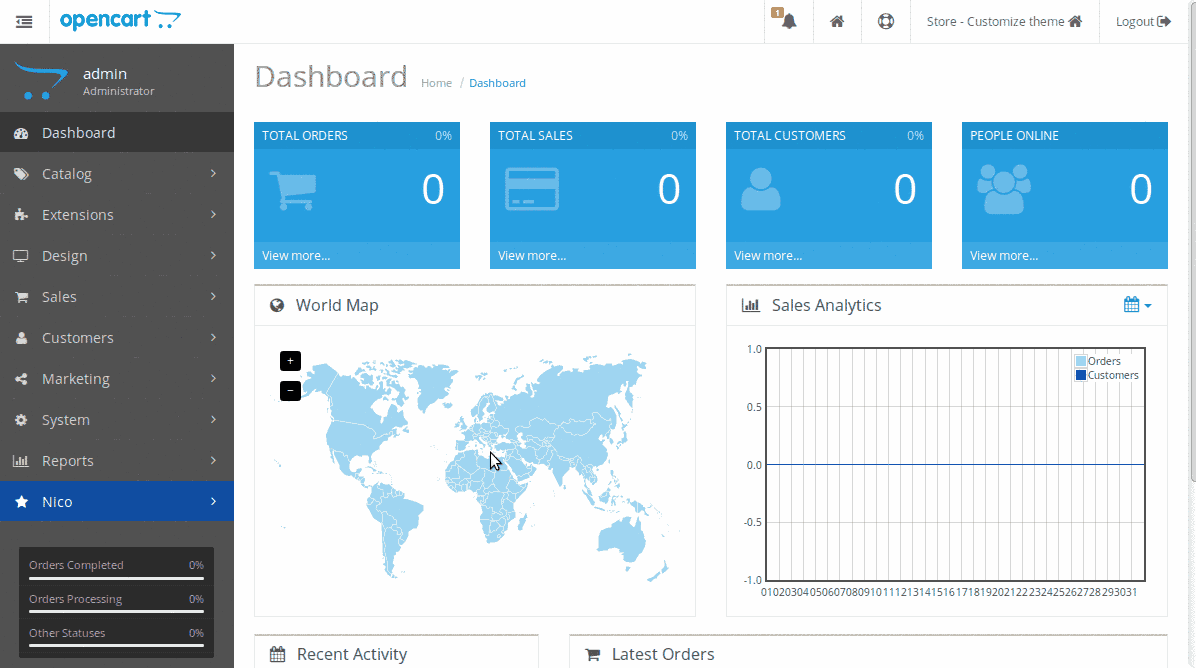 opencart
1
Store - Customize theme
Logout
admin
Administrator
Dashboard
Catalog
Extensions
Design
Sales
Customers
Marketing
System
Reports
Nico
Orders Completed 0%
Orders Processing 0%
Other Statuses 0%
Dashboard Home / Dashboard
TOTAL ORDERS 0%
0
View more...
TOTAL SALES 0%
0
View more...
TOTAL CUSTOMERS 0%
0
View more...
PEOPLE ONLINE
0
View more...
World Map
+
−
Sales Analytics
1.0
0.5
0.0
-0.5
-1.0
Orders
Customers
01020304050607080910111213141516171819202122232425262728293031
Recent Activity
Latest Orders